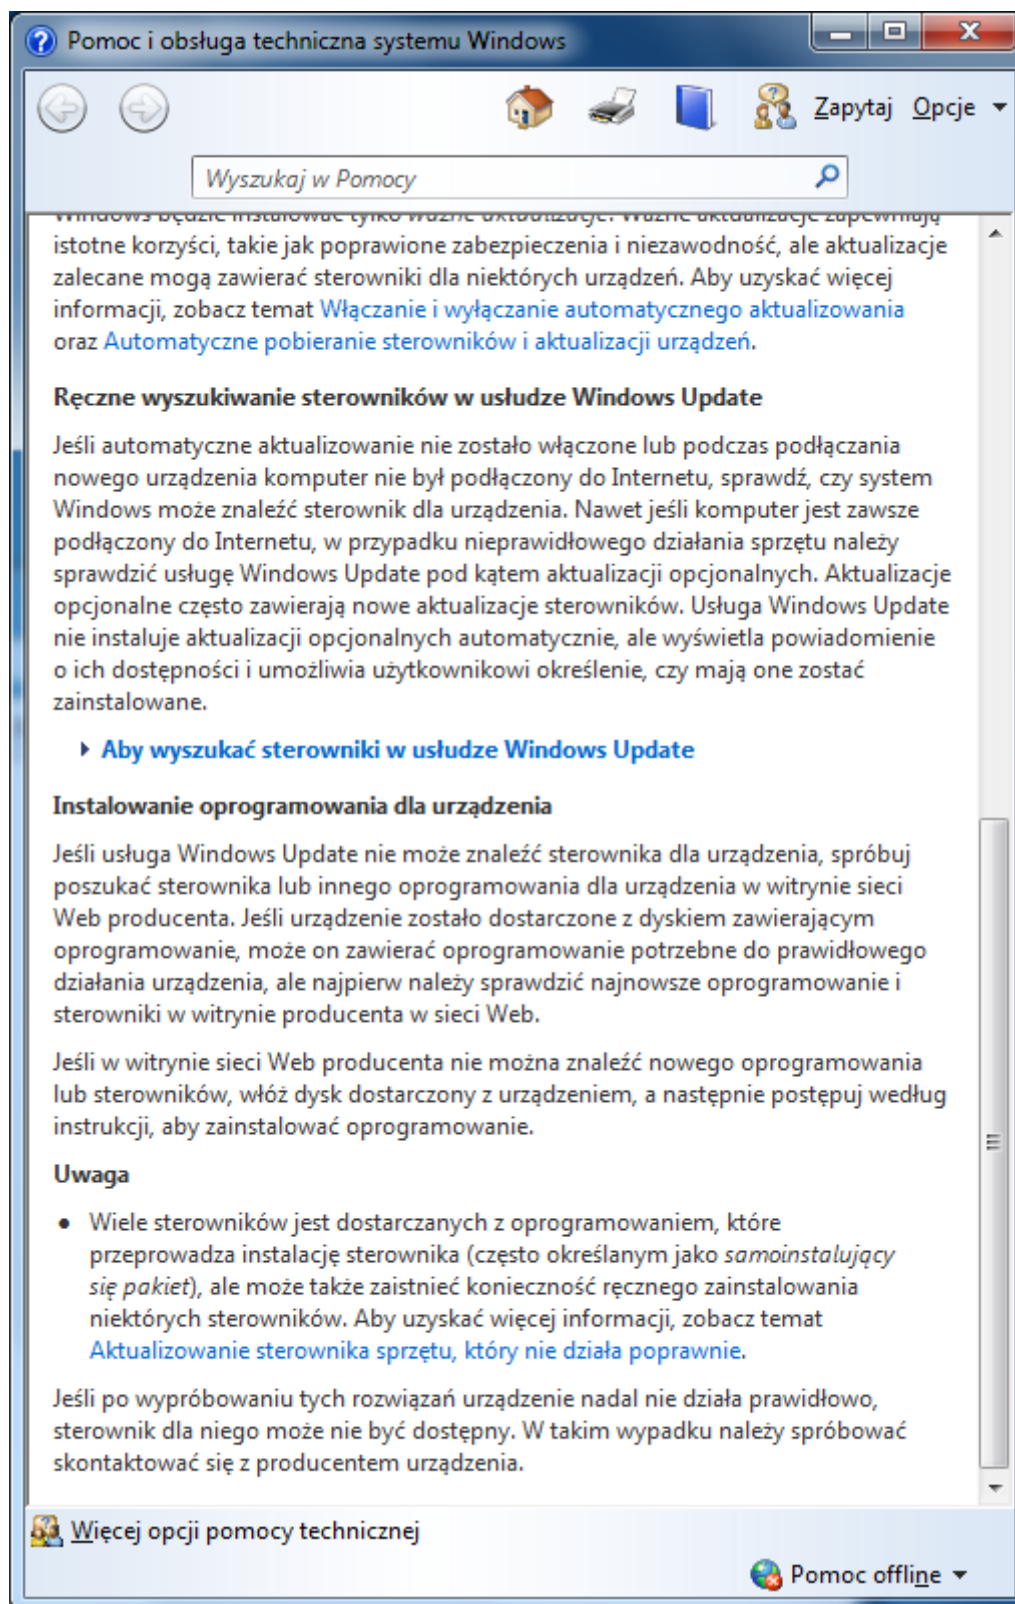 Pomoc i obsługa techniczna systemu Windows
Zapytaj Opcje
Wyszukaj w Pomocy
Windows będzie instalować tylko ważne aktualizacje. Ważne aktualizacje zapewniają
istotne korzyści, takie jak poprawione zabezpieczenia i niezawodność, ale aktualizacje
zalecane mogą zawierać sterowniki dla niektórych urządzeń. Aby uzyskać więcej
informacji, zobacz temat Włączanie i wyłączanie automatycznego aktualizowania
oraz Automatyczne pobieranie sterowników i aktualizacji urządzeń.
Ręczne wyszukiwanie sterowników w usłudze Windows Update
Jeśli automatyczne aktualizowanie nie zostało włączone lub podczas podłączania
nowego urządzenia komputer nie był podłączony do Internetu, sprawdź, czy system
Windows może znaleźć sterownik dla urządzenia. Nawet jeśli komputer jest zawsze
podłączony do Internetu, w przypadku nieprawidłowego działania sprzętu należy
sprawdzić usługę Windows Update pod kątem aktualizacji opcjonalnych. Aktualizacje
opcjonalne często zawierają nowe aktualizacje sterowników. Usługa Windows Update
nie instaluje aktualizacji opcjonalnych automatycznie, ale wyświetla powiadomienie
o ich dostępności i umożliwia użytkownikowi określenie, czy mają one zostać
zainstalowane.
Aby wyszukać sterowniki w usłudze Windows Update
Instalowanie oprogramowania dla urządzenia
Jeśli usługa Windows Update nie może znaleźć sterownika dla urządzenia, spróbuj
poszukać sterownika lub innego oprogramowania dla urządzenia w witrynie sieci
Web producenta. Jeśli urządzenie zostało dostarczone z dyskiem zawierającym
oprogramowanie, może on zawierać oprogramowanie potrzebne do prawidłowego
działania urządzenia, ale najpierw należy sprawdzić najnowsze oprogramowanie i
sterowniki w witrynie producenta w sieci Web.
Jeśli w witrynie sieci Web producenta nie można znaleźć nowego oprogramowania
lub sterowników, włóż dysk dostarczony z urządzeniem, a następnie postępuj według
instrukcji, aby zainstalować oprogramowanie.
Uwaga
● Wiele sterowników jest dostarczanych z oprogramowaniem, które
przeprowadza instalację sterownika (często określanym jako samoinstalujący
się pakiet), ale może także zaistnieć konieczność ręcznego zainstalowania
niektórych sterowników. Aby uzyskać więcej informacji, zobacz temat
Aktualizowanie sterownika sprzętu, który nie działa poprawnie.
Jeśli po wypróbowaniu tych rozwiązań urządzenie nadal nie działa prawidłowo,
sterownik dla niego może nie być dostępny. W takim wypadku należy spróbować
skontaktować się z producentem urządzenia.
Więcej opcji pomocy technicznej
Pomoc offline